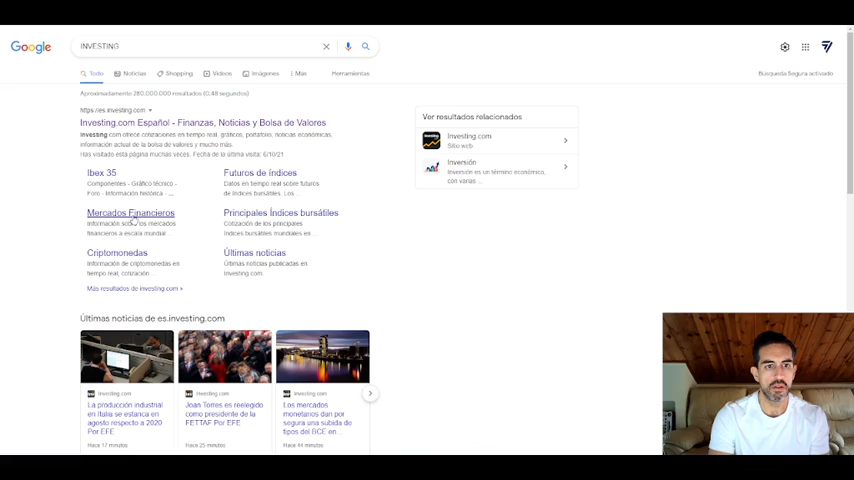 Google
INVESTING
Todo
Noticias
Shopping
Vídeos
Imágenes
Más
Herramientas
Búsqueda Segura activado
Aproximadamente 280.000.000 resultados (0,48 segundos)
https://es.investing.com
Investing.com Español - Finanzas, Noticias y Bolsa de Valores
Investing.com ofrece cotizaciones en tiempo real, gráficos, portafolio, noticias económicas,
información actual de la bolsa de valores y mucho más.
Has visitado esta página muchas veces. Fecha de la última visita: 6/10/21
Ibex 35
Componentes - Gráfico técnico -
Foro - Información histórica - ...
Futuros de índices
Datos en tiempo real sobre futuros
de índices bursátiles. Los ...
Mercados Financieros
Información sobre los mercados
financieros a escala mundial ...
Principales Índices bursátiles
Cotización de los principales
índices bursátiles mundiales en ...
Criptomonedas
Información de criptomonedas en
tiempo real, cotización ...
Últimas noticias
Últimas noticias publicadas en
Investing.com.
Más resultados de investing.com »
Ver resultados relacionados
Investing.com
Sitio web
Inversión
Inversión es un término económico,
con varias ...
Últimas noticias de es.investing.com
Investing.com
La producción industrial
en Italia se estanca en
agosto respecto a 2020
Por EFE
Hace 17 minutos
Investing.com
Joan Torres es reelegido
como presidente de la
FETTAF Por EFE
Hace 25 minutos
Investing.com
Los mercados
monetarios dan por
segura una subida de
tipos del BCE en...
Hace 44 minutos